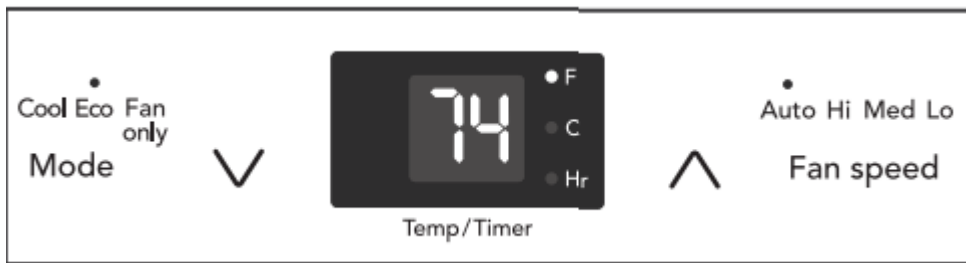 74
F
C
Hr
Cool Eco Fan only
Mode
Temp/Timer
Auto Hi Med Lo
Fan speed